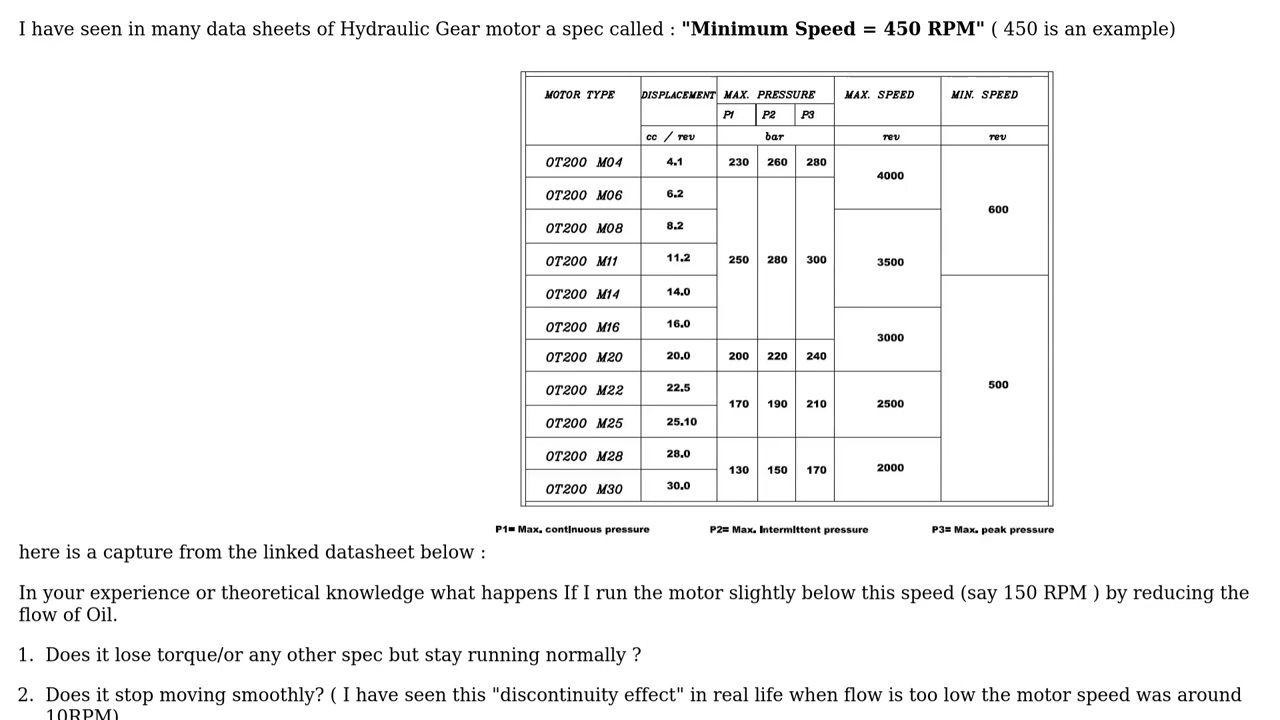 I have seen in many data sheets of Hydraulic Gear motor a spec called : "Minimum Speed = 450 RPM" ( 450 is an example)
MOTOR TYPE DISPLACEMENT MAX. PRESSURE MAX. SPEED MIN. SPEED
P1 P2 P3
cc / rev bar rev rev
OT200 M04 4.1 230 260 280
4000
OT200 M06 6.2
600
OT200 M08 8.2
OT200 M11 11.2 250 280 300 3500
OT200 M14 14.0
OT200 M16 16.0
3000
OT200 M20 20.0 200 220 240
OT200 M22 22.5 500
170 190 210 2500
OT200 M25 25.10
OT200 M28 28.0
130 150 170 2000
OT200 M30 30.0
P1= Max. continuous pressure P2= Max. Intermittent pressure P3= Max. peak pressure
here is a capture from the linked datasheet below :
In your experience or theoretical knowledge what happens If I run the motor slightly below this speed (say 150 RPM ) by reducing the
flow of Oil.
1. Does it lose torque/or any other spec but stay running normally ?
2. Does it stop moving smoothly? ( I have seen this "discontinuity effect" in real life when flow is too low the motor speed was around
10RPM)